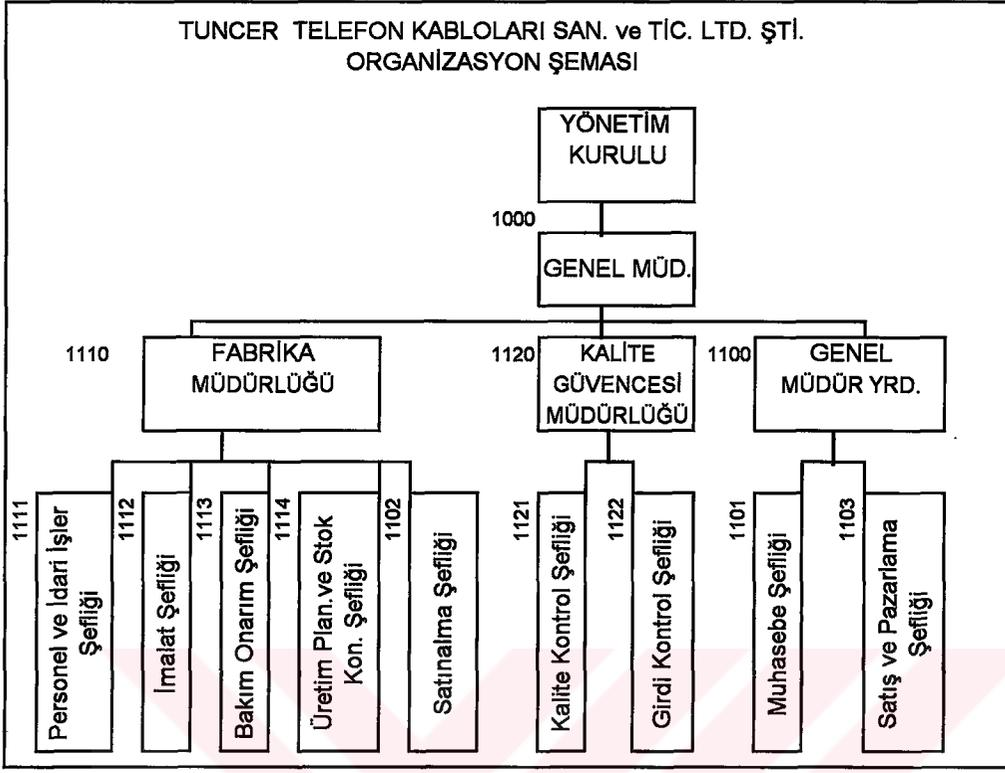 TUNCER TELEFON KABLOLARI SAN. ve TİC. LTD. ŞTİ.
ORGANİZASYON ŞEMASI
YÖNETİM
KURULU
1000
GENEL MÜD.
1110
FABRİKA
MÜDÜRLÜĞÜ
1120
KALİTE
GÜVENCESİ
MÜDÜRLÜĞÜ
1100
GENEL
MÜDÜR YRD.
1111
Personel ve İdari İşler
Şefliği
1112
İmalat Şefliği
1113
Bakım Onarım Şefliği
1114
Üretim Plan.ve Stok
Kon. Şefliği
1102
Satınalma Şefliği
1121
Kalite Kontrol Şefliği
1122
Girdi Kontrol Şefliği
1101
Muhasebe Şefliği
1103
Satış ve Pazarlama
Şefliği